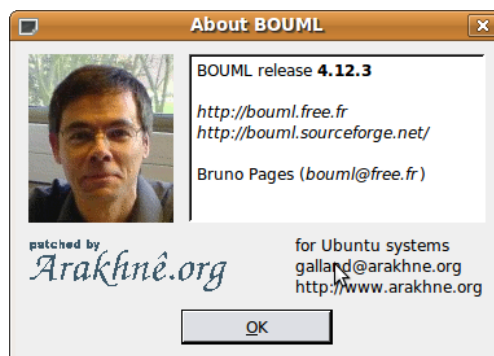 About BOUML
BOUML release 4.12.3
http://bouml.free.fr
http://bouml.sourceforge.net/
Bruno Pages (bouml@free.fr)
patched by
Arakhnê.org
for Ubuntu systems
galland@arakhne.org
http://www.arakhne.org
OK